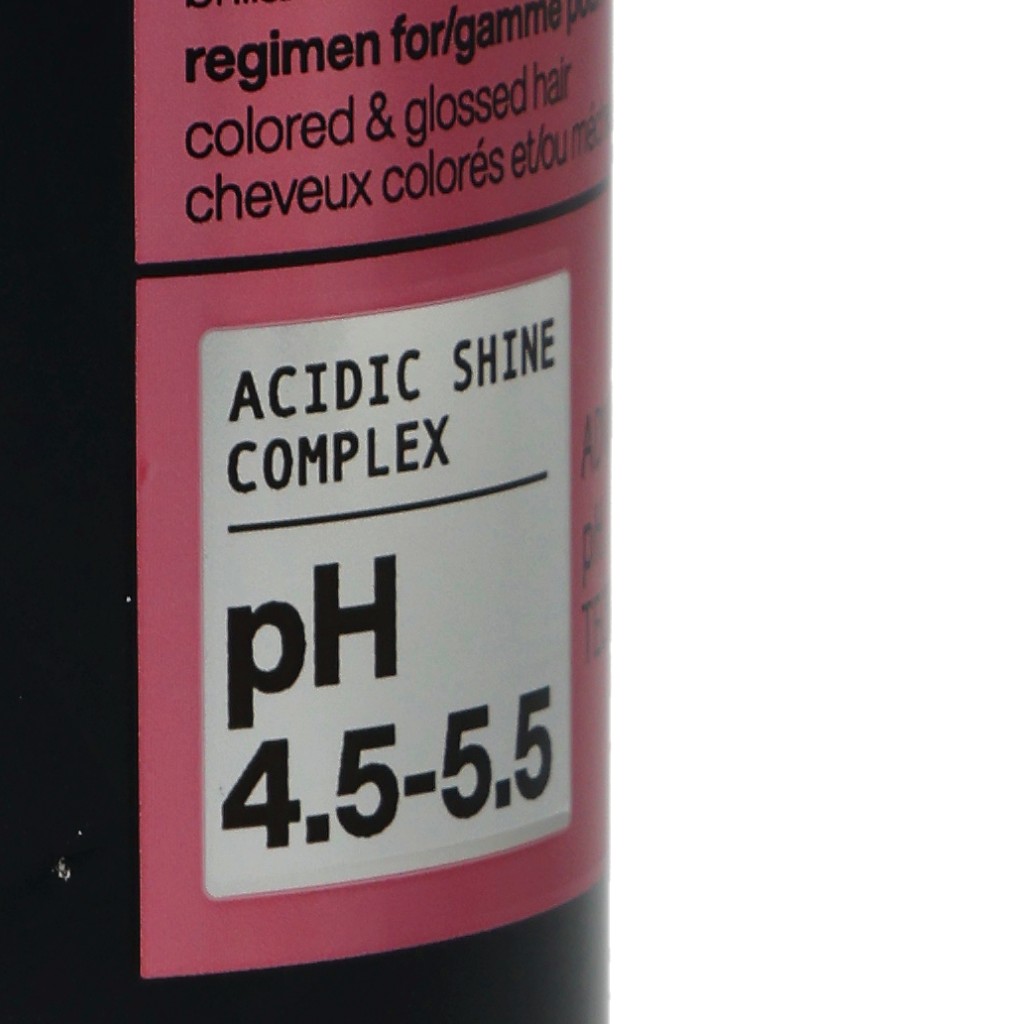 regimen for/gamme
colored & glossed hair
cheveux colorés et/ou
ACIDIC SHINE
COMPLEX
pH
4.5-5.5